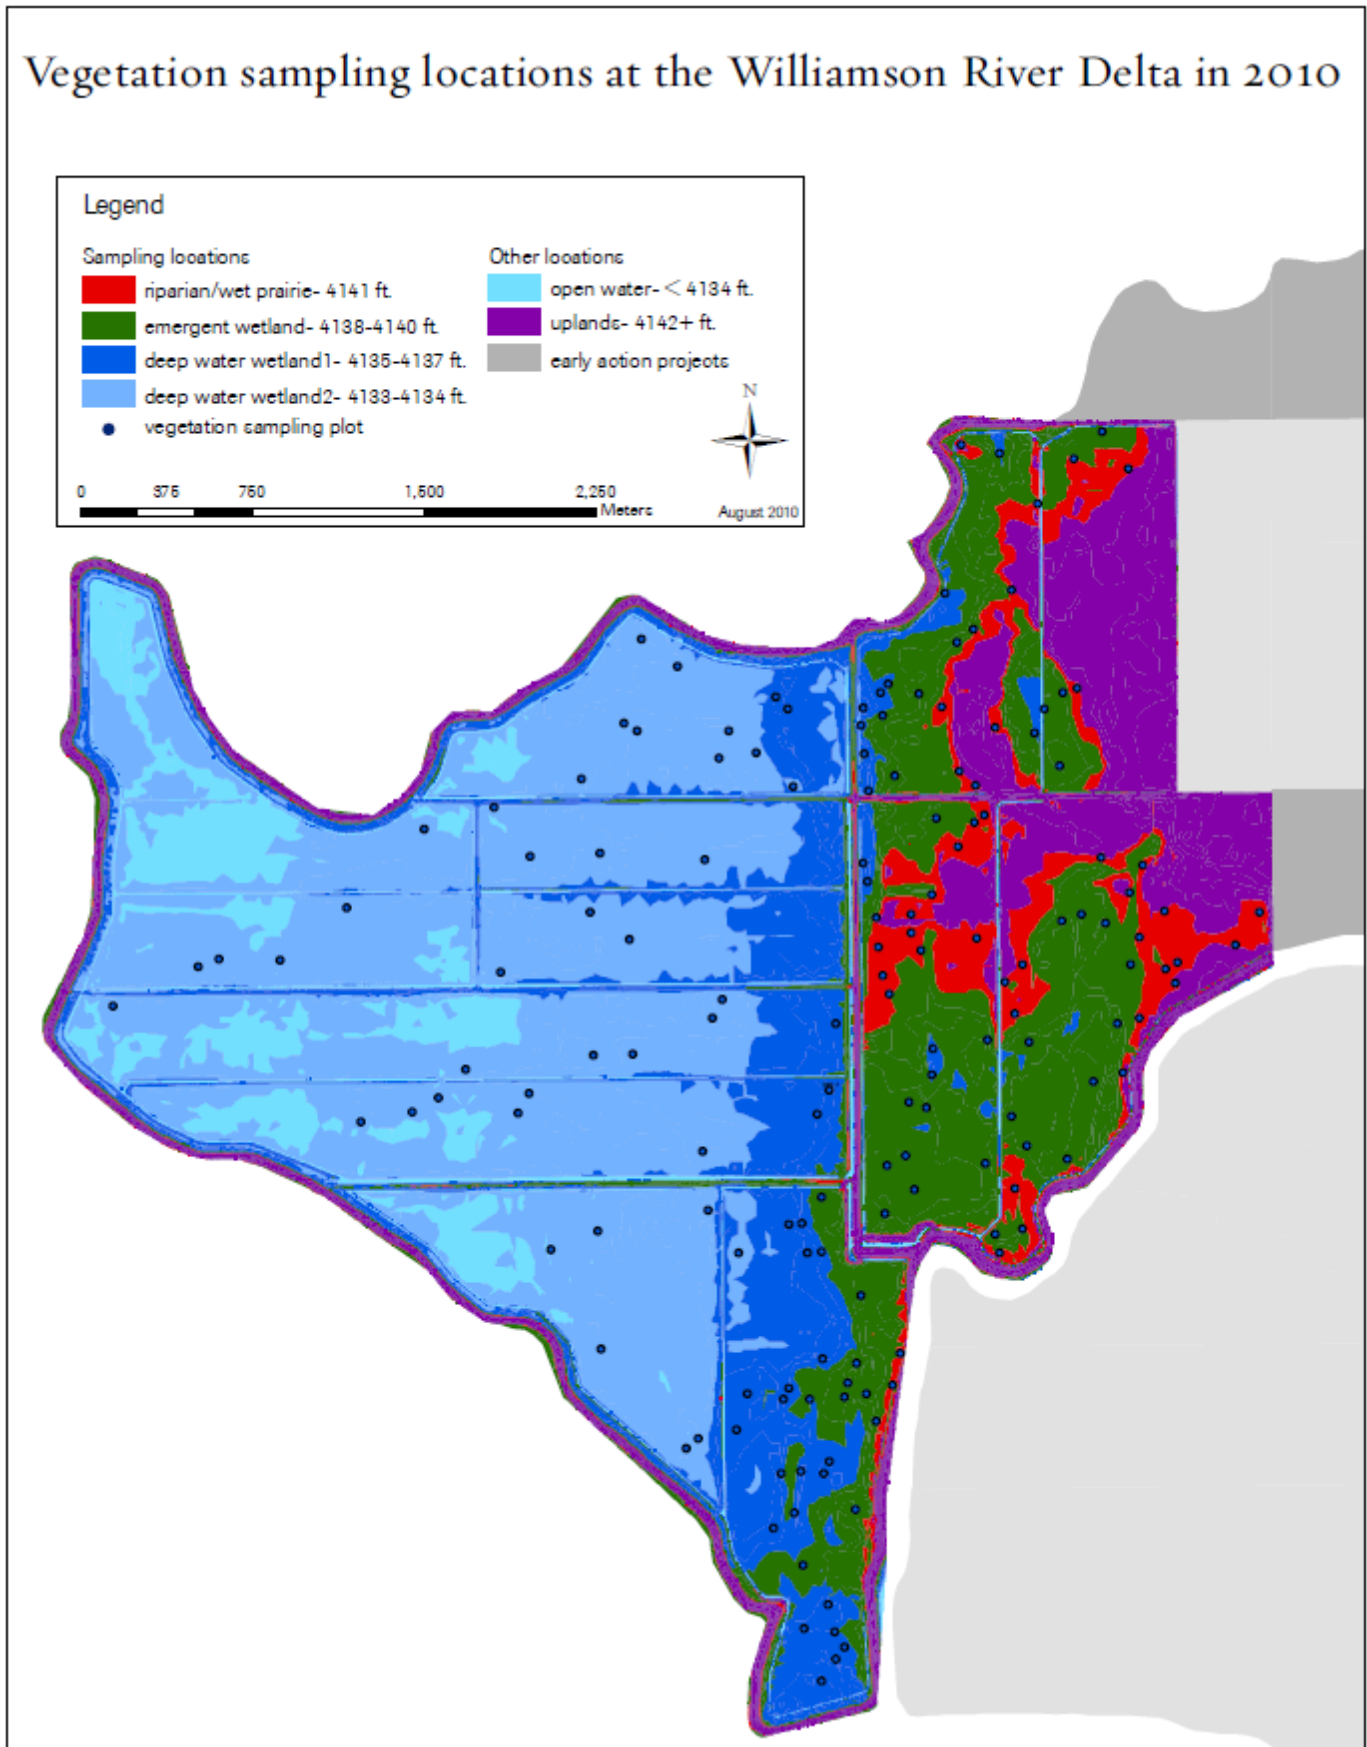 Vegetation sampling locations at the Williamson River Delta in 2010
Legend
Sampling locations
riparian/wet prairie- 4141 ft.
emergent wetland- 4138-4140 ft.
deep water wetland1- 4135-4137 ft.
deep water wetland2- 4133-4134 ft.
vegetation sampling plot
Other locations
open water- < 4134 ft.
uplands- 4142+ ft.
early action projects
N
0 375 750 1,500 2,250
Meters
August 2010